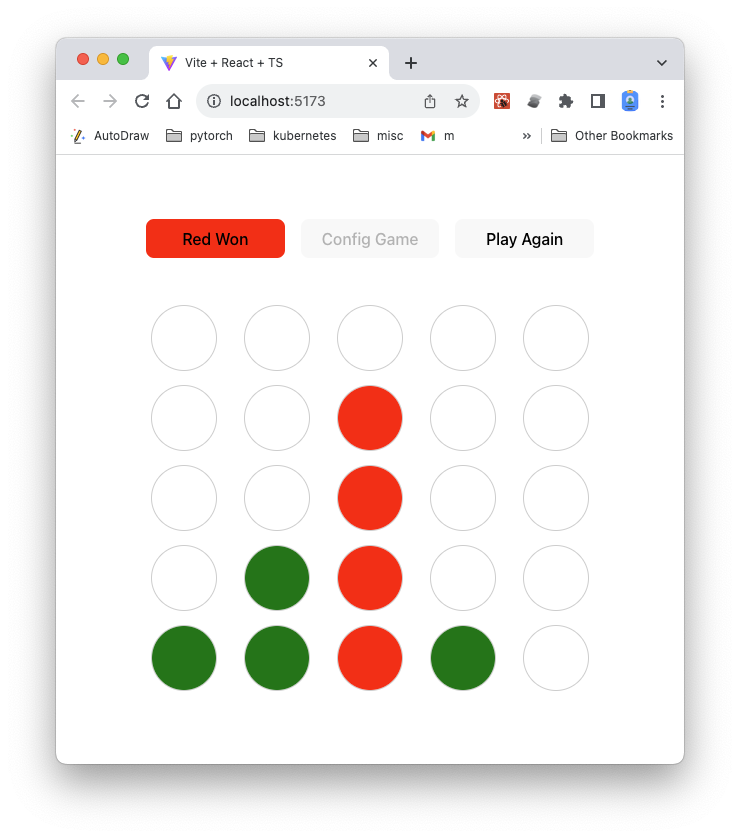 Vite + React + TS
localhost:5173
AutoDraw pytorch kubernetes misc m » Other Bookmarks
Red Won Config Game Play Again